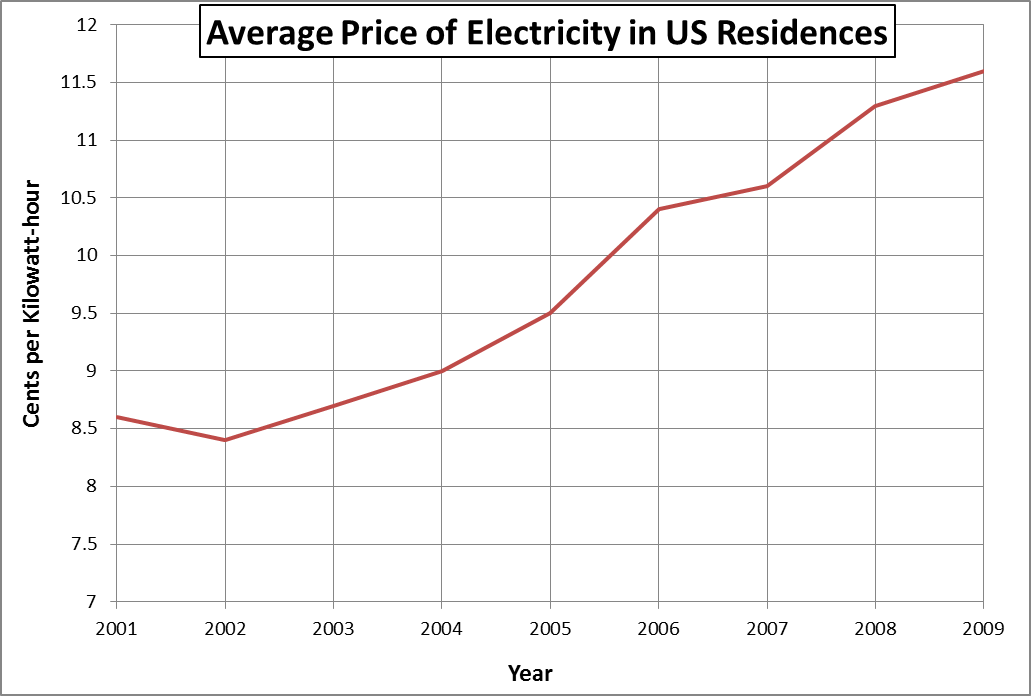 Average Price of Electricity in US Residences
12
11.5
11
10.5
10
9.5
9
8.5
8
7.5
7
Cents per Kilowatt-hour
2001 2002 2003 2004 2005 2006 2007 2008 2009
Year